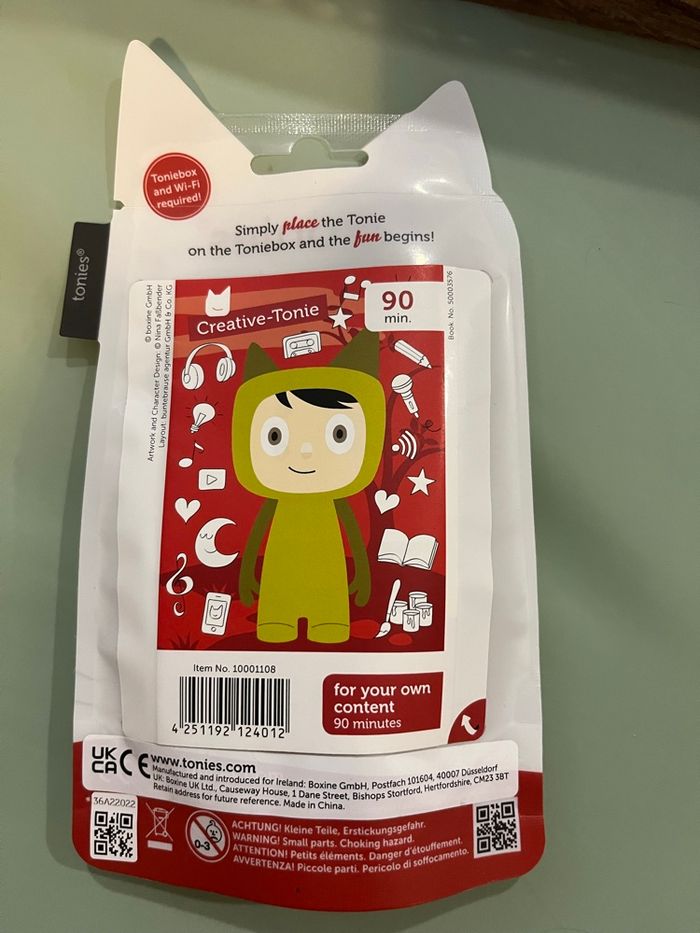 Toniebox
and Wi-Fi
required!
Simply place the Tonie
on the Toniebox and the fun begins!
tonies®
© boxine GmbH
Artwork and Character Design: © Nina Faßbender
Layout: buntebrause agentur GmbH & Co. KG
Book. No. 50003576
Creative-Tonie
90
min.
Item No. 10001108
4 251192 124012
for your own
content
90 minutes
UK
CA CE
www.tonies.com
Manufactured and introduced for Ireland: Boxine GmbH, Postfach 101604, 40007 Düsseldorf
UK: Boxine UK Ltd., Causeway House, 1 Dane Street, Bishops Stortford, Hertfordshire, CM23 3BT
Retain address for future reference. Made in China.
36A22022
0-3
ACHTUNG! Kleine Teile, Erstickungsgefahr.
WARNING! Small parts. Choking hazard.
ATTENTION! Petits éléments. Danger d'étouffement.
AVVERTENZA! Piccole parti. Pericolo di soffocamento.